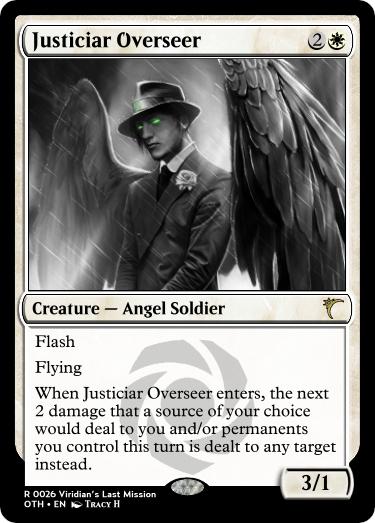 Justiciar Overseer 2
Creature — Angel Soldier
Flash
Flying
When Justiciar Overseer enters, the next
2 damage that a source of your choice
would deal to you and/or permanents
you control this turn is dealt to any target
instead.
3/1
R 0026 Viridian's Last Mission
OTH • EN Tracy H